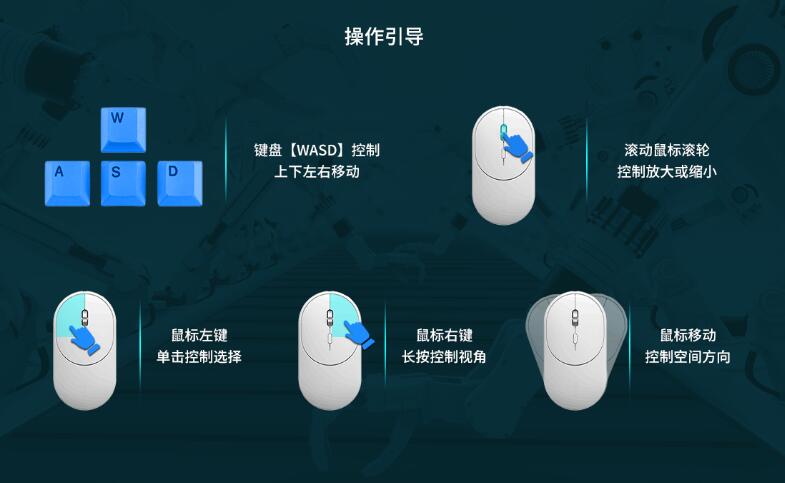 操作引导
W
A S D
键盘【WASD】控制
上下左右移动
滚动鼠标滚轮
控制放大或缩小
鼠标左键
单击控制选择
鼠标右键
长按控制视角
鼠标移动
控制空间方向